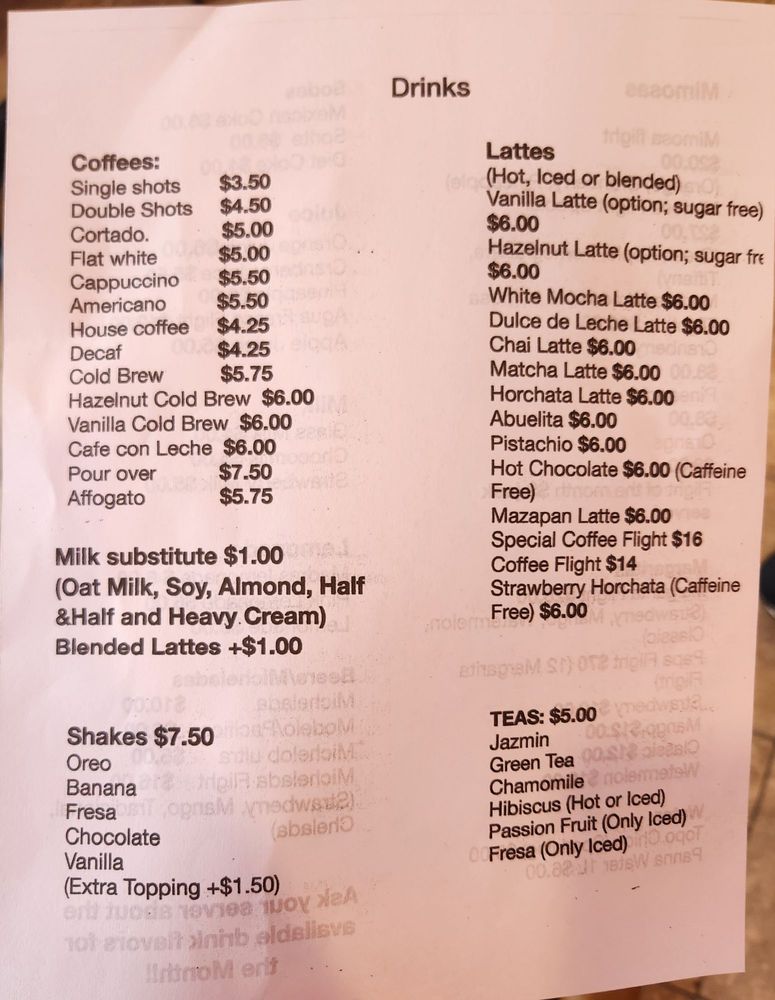 Drinks
Coffees:
Single shots $3.50
Double Shots $4.50
Cortado. $5.00
Flat white $5.00
Cappuccino $5.50
Americano $5.50
House coffee $4.25
Decaf $4.25
Cold Brew $5.75
Hazelnut Cold Brew $6.00
Vanilla Cold Brew $6.00
Cafe con Leche $6.00
Pour over $7.50
Affogato $5.75
Milk substitute $1.00
(Oat Milk, Soy, Almond, Half
&Half and Heavy Cream)
Blended Lattes +$1.00
Shakes $7.50
Oreo
Banana
Fresa
Chocolate
Vanilla
(Extra Topping +$1.50)
Lattes
(Hot, Iced or blended)
Vanilla Latte (option; sugar free)
$6.00
Hazelnut Latte (option; sugar fre
$6.00
White Mocha Latte $6.00
Dulce de Leche Latte $6.00
Chai Latte $6.00
Matcha Latte $6.00
Horchata Latte $6.00
Abuelita $6.00
Pistachio $6.00
Hot Chocolate $6.00 (Caffeine
Free)
Mazapan Latte $6.00
Special Coffee Flight $16
Coffee Flight $14
Strawberry Horchata (Caffeine
Free) $6.00
TEAS: $5.00
Jazmin
Green Tea
Chamomile
Hibiscus (Hot or Iced)
Passion Fruit (Only Iced)
Fresa (Only Iced)